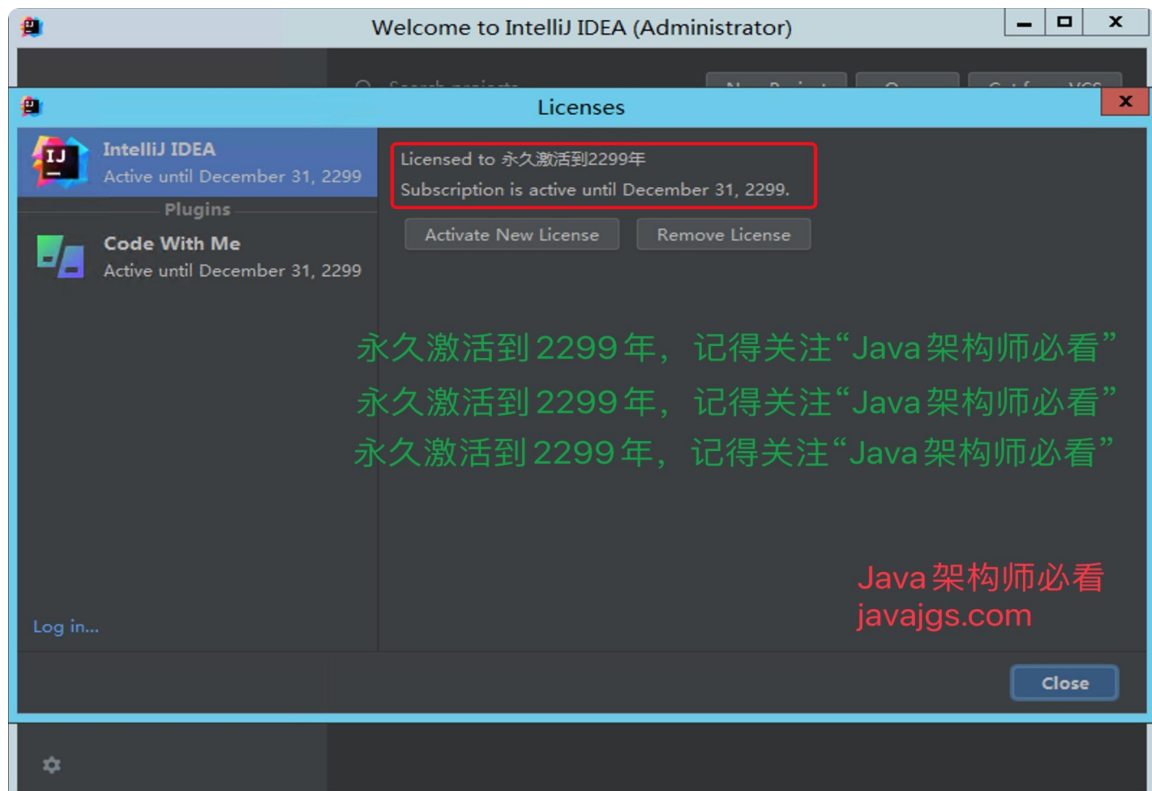 Welcome to IntelliJ IDEA (Administrator)
Licenses
IntelliJ IDEA
Active until December 31, 2299
Plugins
Code With Me
Active until December 31, 2299
Licensed to 永久激活到2299年
Subscription is active until December 31, 2299.
Activate New License
Remove License
永久激活到2299年，记得关注“Java架构师必看”
永久激活到2299年，记得关注“Java架构师必看”
永久激活到2299年，记得关注“Java架构师必看”
Java架构师必看
javajgs.com
Log in...
Close